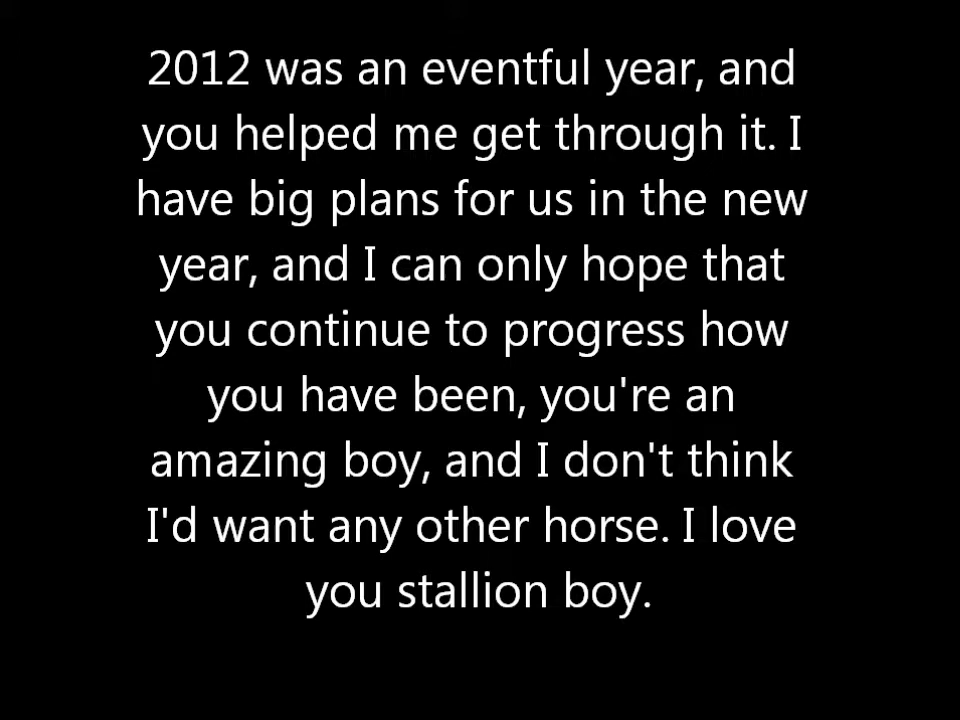 2012 was an eventful year, and
you helped me get through it. I
have big plans for us in the new
year, and I can only hope that
you continue to progress how
you have been, you're an
amazing boy, and I don't think
I'd want any other horse. I love
you stallion boy.